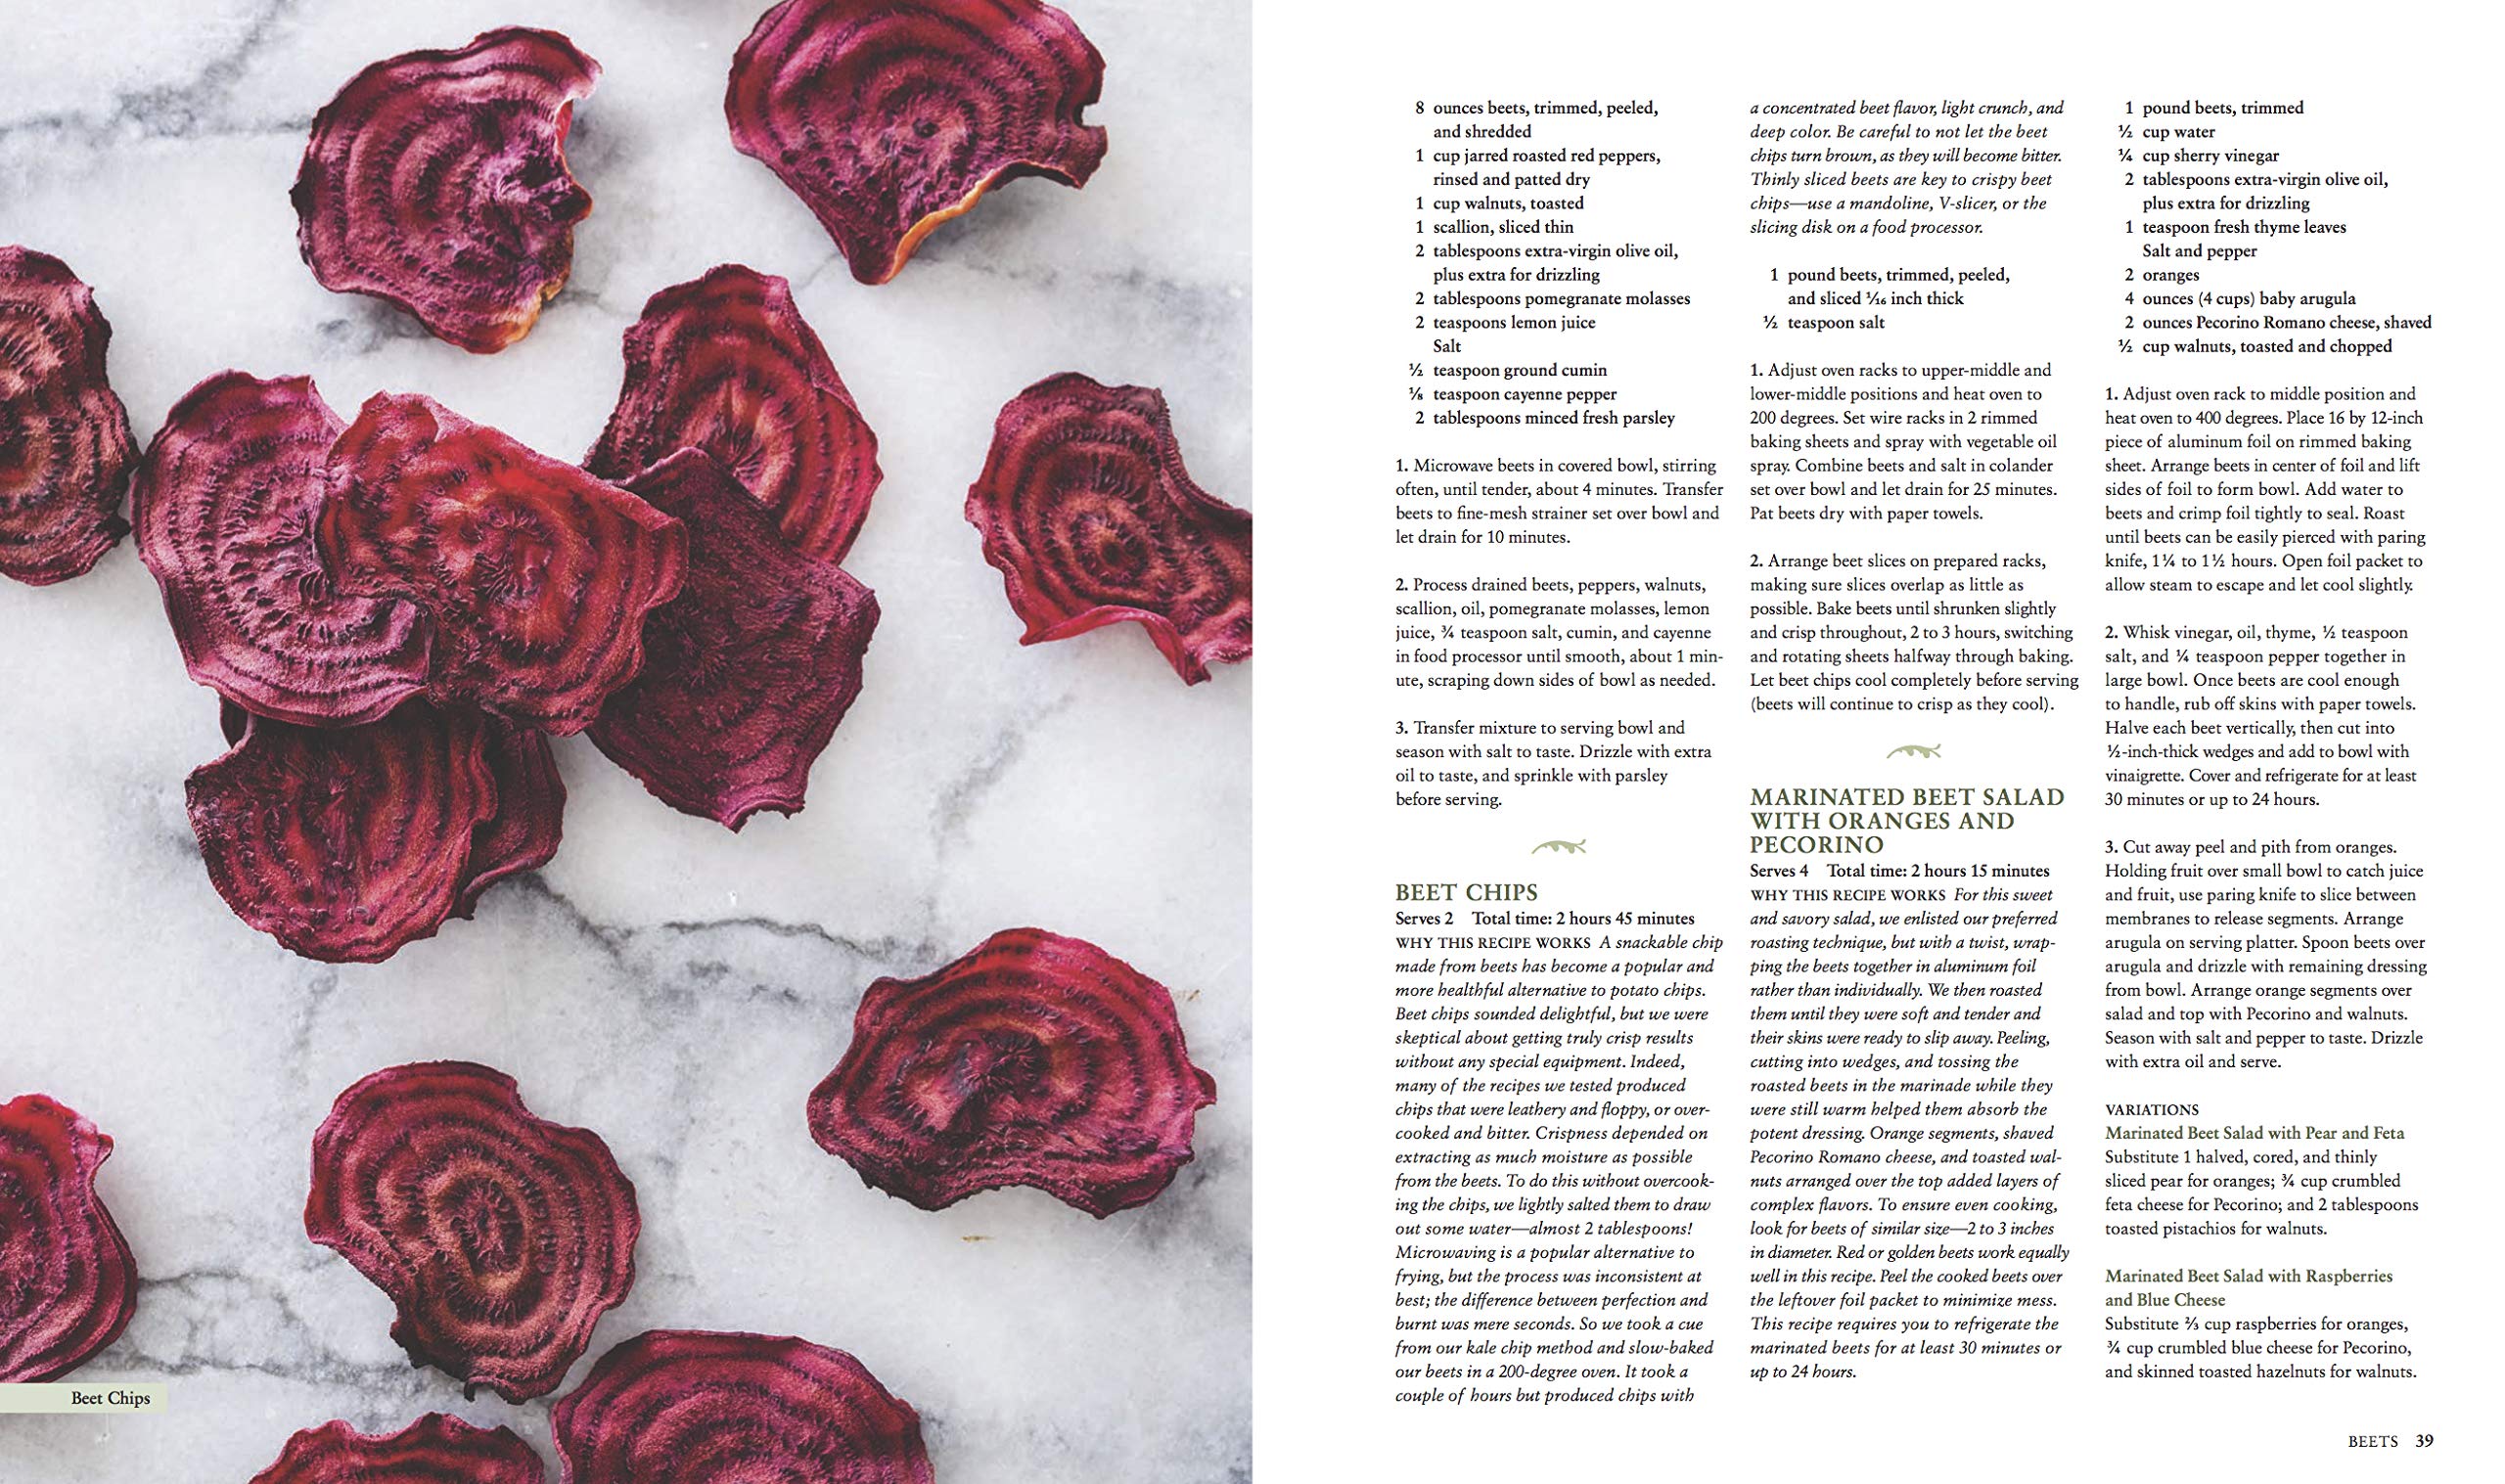 Beet Chips
8 ounces beets, trimmed, peeled,
and shredded
1 cup jarred roasted red peppers,
rinsed and patted dry
1 cup walnuts, toasted
1 scallion, sliced thin
2 tablespoons extra-virgin olive oil,
plus extra for drizzling
2 tablespoons pomegranate molasses
2 teaspoons lemon juice
Salt
½ teaspoon ground cumin
⅛ teaspoon cayenne pepper
2 tablespoons minced fresh parsley
1. Microwave beets in covered bowl, stirring
often, until tender, about 4 minutes. Transfer
beets to fine-mesh strainer set over bowl and
let drain for 10 minutes.
2. Process drained beets, peppers, walnuts,
scallion, oil, pomegranate molasses, lemon
juice, ¾ teaspoon salt, cumin, and cayenne
in food processor until smooth, about 1 min-
ute, scraping down sides of bowl as needed.
3. Transfer mixture to serving bowl and
season with salt to taste. Drizzle with extra
oil to taste, and sprinkle with parsley
before serving.
BEET CHIPS
Serves 2 Total time: 2 hours 45 minutes
WHY THIS RECIPE WORKS A snackable chip
made from beets has become a popular and
more healthful alternative to potato chips.
Beet chips sounded delightful, but we were
skeptical about getting truly crisp results
without any special equipment. Indeed,
many of the recipes we tested produced
chips that were leathery and floppy, or over-
cooked and bitter. Crispness depended on
extracting as much moisture as possible
from the beets. To do this without overcook-
ing the chips, we lightly salted them to draw
out some water—almost 2 tablespoons!
Microwaving is a popular alternative to
frying, but the process was inconsistent at
best; the difference between perfection and
burnt was mere seconds. So we took a cue
from our kale chip method and slow-baked
our beets in a 200-degree oven. It took a
couple of hours but produced chips with
a concentrated beet flavor, light crunch, and
deep color. Be careful to not let the beet
chips turn brown, as they will become bitter.
Thinly sliced beets are key to crispy beet
chips—use a mandoline, V-slicer, or the
slicing disk on a food processor.
1 pound beets, trimmed, peeled,
and sliced 1⁄16 inch thick
½ teaspoon salt
1. Adjust oven racks to upper-middle and
lower-middle positions and heat oven to
200 degrees. Set wire racks in 2 rimmed
baking sheets and spray with vegetable oil
spray. Combine beets and salt in colander
set over bowl and let drain for 25 minutes.
Pat beets dry with paper towels.
2. Arrange beet slices on prepared racks,
making sure slices overlap as little as
possible. Bake beets until shrunken slightly
and crisp throughout, 2 to 3 hours, switching
and rotating sheets halfway through baking.
Let beet chips cool completely before serving
(beets will continue to crisp as they cool).
MARINATED BEET SALAD
WITH ORANGES AND
PECORINO
Serves 4 Total time: 2 hours 15 minutes
WHY THIS RECIPE WORKS For this sweet
and savory salad, we enlisted our preferred
roasting technique, but with a twist, wrap-
ping the beets together in aluminum foil
rather than individually. We then roasted
them until they were soft and tender and
their skins were ready to slip away. Peeling,
cutting into wedges, and tossing the
roasted beets in the marinade while they
were still warm helped them absorb the
potent dressing. Orange segments, shaved
Pecorino Romano cheese, and toasted wal-
nuts arranged over the top added layers of
complex flavors. To ensure even cooking,
look for beets of similar size—2 to 3 inches
in diameter. Red or golden beets work equally
well in this recipe. Peel the cooked beets over
the leftover foil packet to minimize mess.
This recipe requires you to refrigerate the
marinated beets for at least 30 minutes or
up to 24 hours.
1 pound beets, trimmed
½ cup water
¼ cup sherry vinegar
2 tablespoons extra-virgin olive oil,
plus extra for drizzling
1 teaspoon fresh thyme leaves
Salt and pepper
2 oranges
4 ounces (4 cups) baby arugula
2 ounces Pecorino Romano cheese, shaved
½ cup walnuts, toasted and chopped
1. Adjust oven rack to middle position and
heat oven to 400 degrees. Place 16 by 12-inch
piece of aluminum foil on rimmed baking
sheet. Arrange beets in center of foil and lift
sides of foil to form bowl. Add water to
beets and crimp foil tightly to seal. Roast
until beets can be easily pierced with paring
knife, 1¼ to 1½ hours. Open foil packet to
allow steam to escape and let cool slightly.
2. Whisk vinegar, oil, thyme, ½ teaspoon
salt, and ¼ teaspoon pepper together in
large bowl. Once beets are cool enough
to handle, rub off skins with paper towels.
Halve each beet vertically, then cut into
½-inch-thick wedges and add to bowl with
vinaigrette. Cover and refrigerate for at least
30 minutes or up to 24 hours.
3. Cut away peel and pith from oranges.
Holding fruit over small bowl to catch juice
and fruit, use paring knife to slice between
membranes to release segments. Arrange
arugula on serving platter. Spoon beets over
arugula and drizzle with remaining dressing
from bowl. Arrange orange segments over
salad and top with Pecorino and walnuts.
Season with salt and pepper to taste. Drizzle
with extra oil and serve.
VARIATIONS
Marinated Beet Salad with Pear and Feta
Substitute 1 halved, cored, and thinly
sliced pear for oranges; ¾ cup crumbled
feta cheese for Pecorino; and 2 tablespoons
toasted pistachios for walnuts.
Marinated Beet Salad with Raspberries
and Blue Cheese
Substitute ⅔ cup raspberries for oranges,
¾ cup crumbled blue cheese for Pecorino,
and skinned toasted hazelnuts for walnuts.
BEETS 39